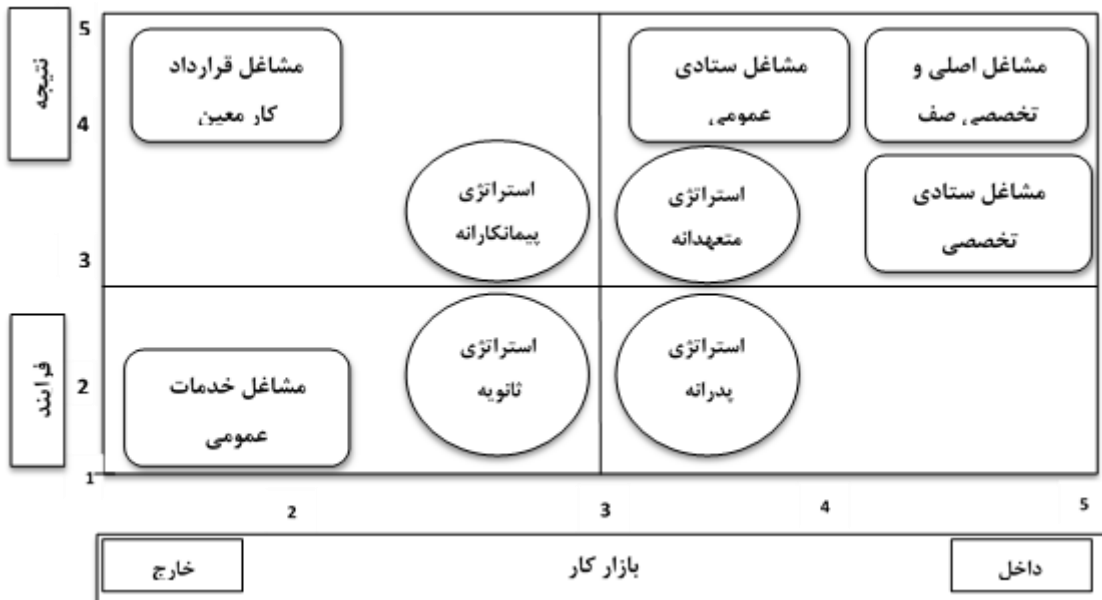 نتیجه
5
4
3
مشاغل اصلی و
تخصصی صف
مشاغل ستادی
عمومی
مشاغل قرارداد
کار معین
مشاغل ستادی
تخصصی
استراتژی
متعهدانه
استراتژی
پیمانکارانه
فرایند
2
1
استراتژی
پدرانه
استراتژی
ثانویه
مشاغل خدمات
عمومی
2
3
4
5
داخل
بازار کار
خارج